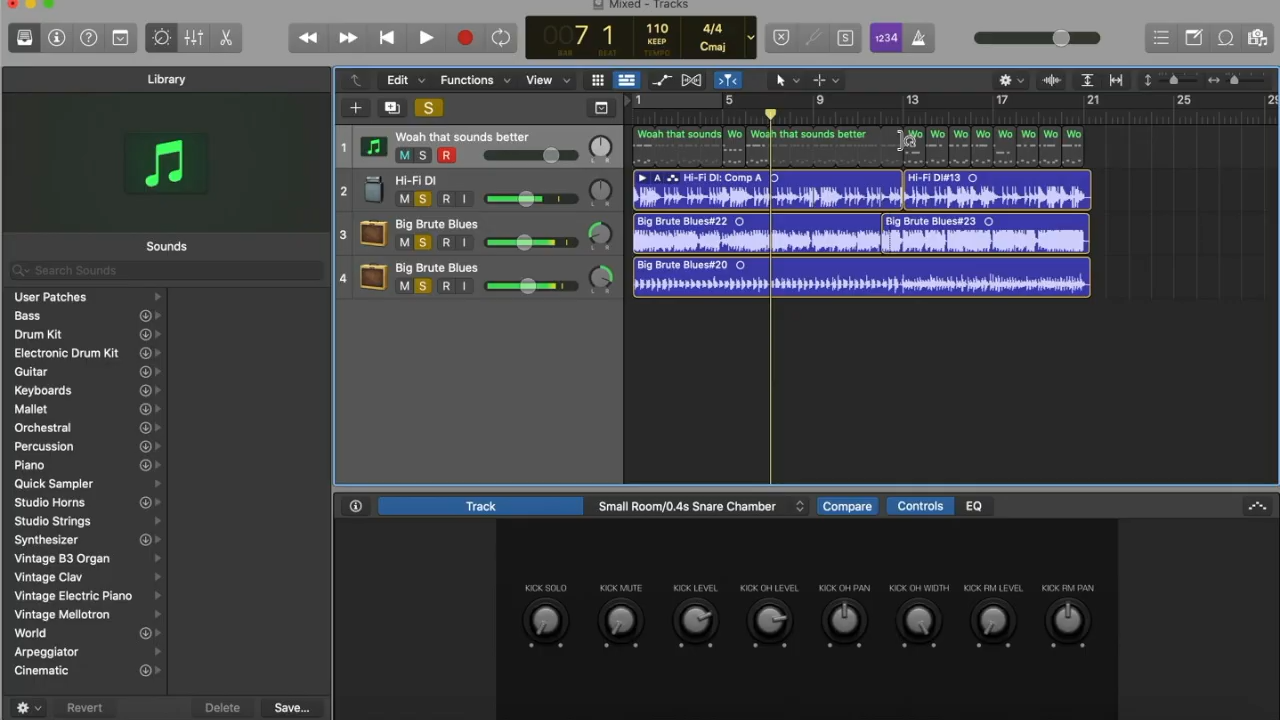 Mixed - Tracks
007 1
BAR BEAT
110
KEEP
TEMPO
4/4
Cmaj
S
1234
Library
Edit
Functions
View
S
1
5
9
13
17
21
25
29
Sounds
Search Sounds
User Patches
Bass
Drum Kit
Electronic Drum Kit
Guitar
Keyboards
Mallet
Orchestral
Percussion
Piano
Quick Sampler
Studio Horns
Studio Strings
Synthesizer
Vintage B3 Organ
Vintage Clav
Vintage Electric Piano
Vintage Mellotron
World
Arpeggiator
Cinematic
Revert
Delete
Save...
1
Woah that sounds better
M S R
L R
2
Hi-Fi DI
M S R I
L R
3
Big Brute Blues
M S R I
L R
4
Big Brute Blues
M S R I
L R
Woah that sounds Wo Woah that sounds better Wo Wo Wo Wo Wo Wo Wo Wo
A Hi-Fi DI: Comp A
Hi-Fi DI#13
Big Brute Blues#22
Big Brute Blues#23
Big Brute Blues#20
Track
Small Room/0.4s Snare Chamber
Compare
Controls
EQ
KICK SOLO
KICK MUTE
KICK LEVEL
KICK OH LEVEL
KICK OH PAN
KICK OH WIDTH
KICK RM LEVEL
KICK RM PAN